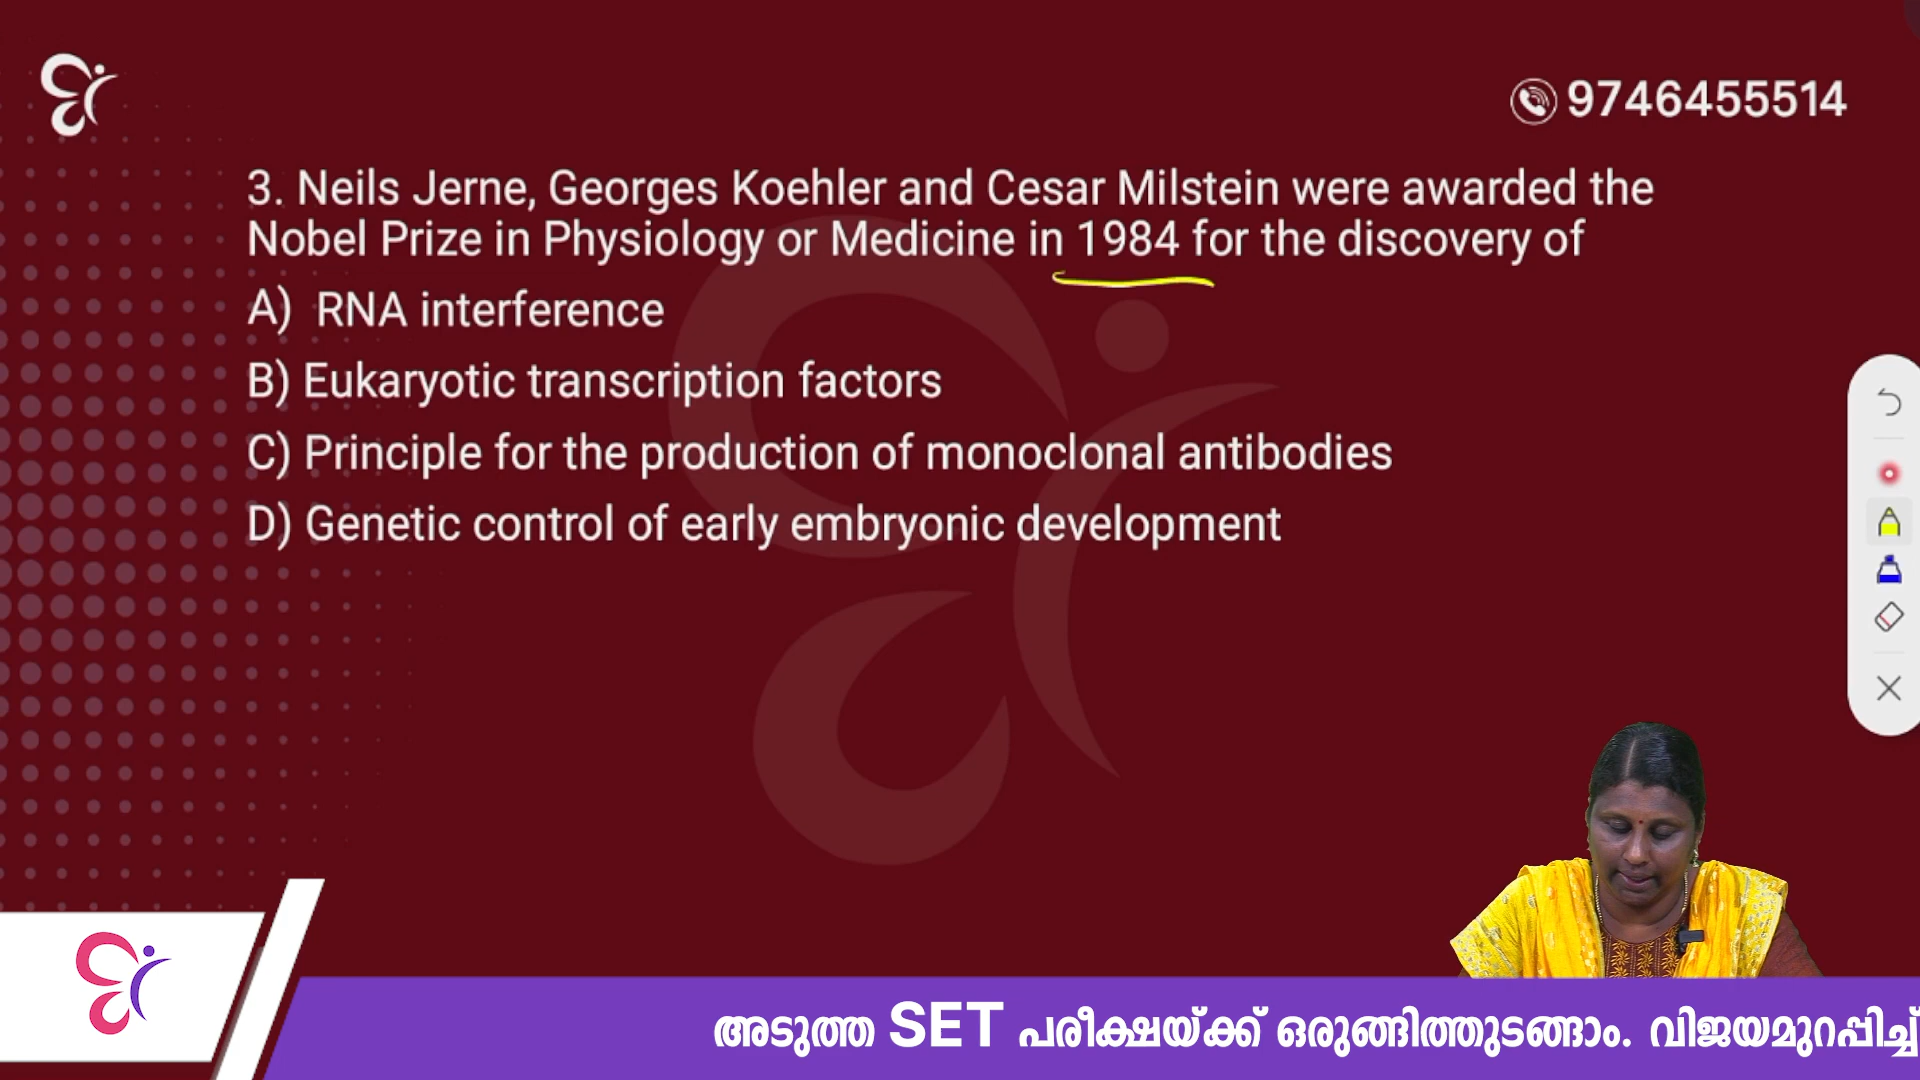 9746455514
3. Neils Jerne, Georges Koehler and Cesar Milstein were awarded the
Nobel Prize in Physiology or Medicine in 1984 for the discovery of
A) RNA interference
B) Eukaryotic transcription factors
C) Principle for the production of monoclonal antibodies
D) Genetic control of early embryonic development
അടുത്ത SET പരീക്ഷയ്ക്ക് ഒരുങ്ങിത്തുടങ്ങാം. വിജയമുറപ്പിച്ച്